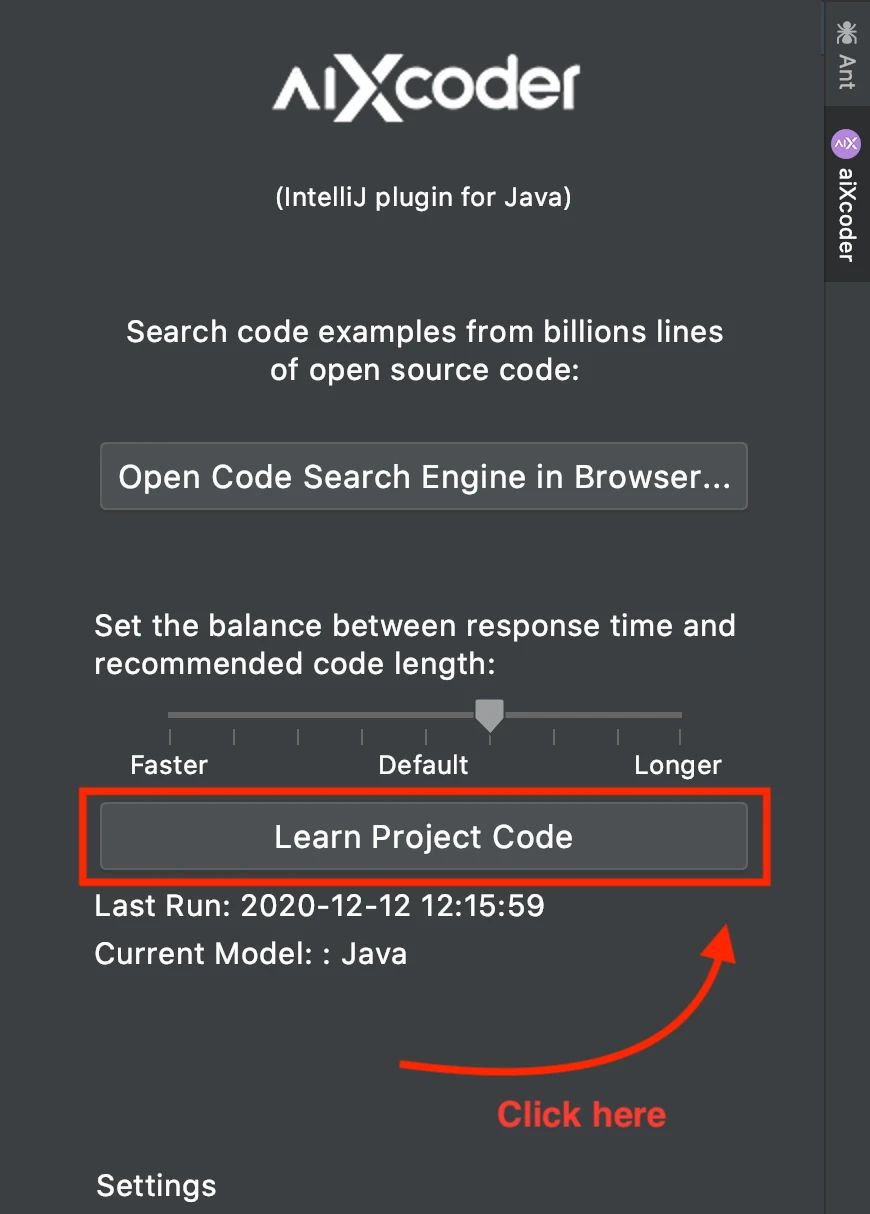 aiXcoder
(IntelliJ plugin for Java)
Search code examples from billions lines
of open source code:
Open Code Search Engine in Browser...
Set the balance between response time and
recommended code length:
Faster Default Longer
Learn Project Code
Last Run: 2020-12-12 12:15:59
Current Model: : Java
Click here
Settings
Ant
aiX
aiXcoder